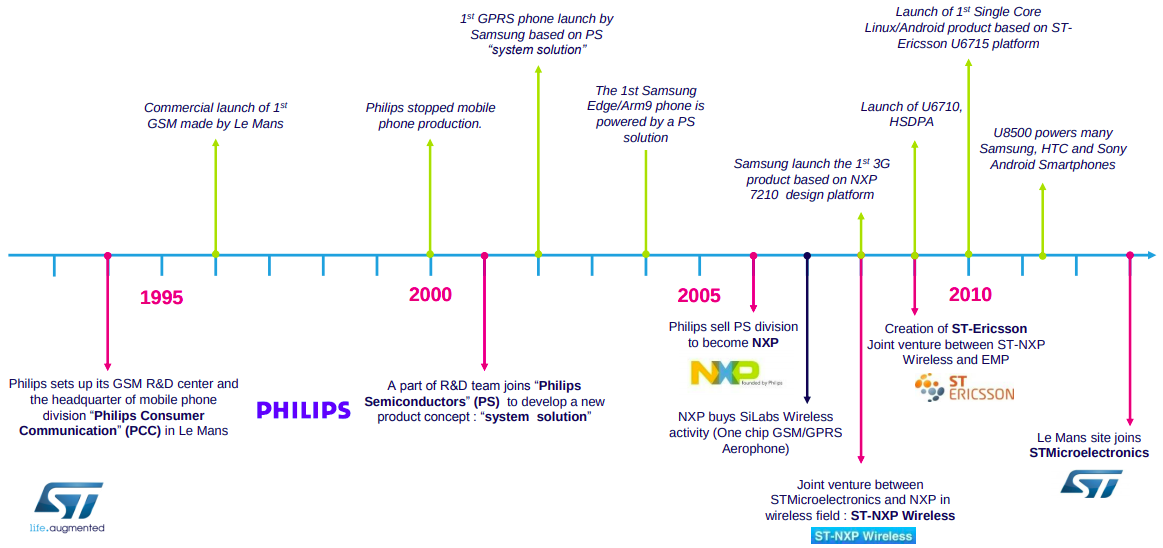 1st GPRS phone launch by
Samsung based on PS
“system solution”
Launch of 1st Single Core
Linux/Android product based on ST-
Ericsson U6715 platform
Commercial launch of 1st
GSM made by Le Mans
Philips stopped mobile
phone production.
The 1st Samsung
Edge/Arm9 phone is
powered by a PS
solution
Launch of U6710,
HSDPA
U8500 powers many
Samsung, HTC and Sony
Android Smartphones
Samsung launch the 1st 3G
product based on NXP
7210 design platform
1995
2000
2005
2010
Philips sets up its GSM R&D center and
the headquarter of mobile phone
division “Philips Consumer
Communication” (PCC) in Le Mans
PHILIPS
A part of R&D team joins “Philips
Semiconductors” (PS) to develop a new
product concept : “system solution”
Philips sell PS division
to become NXP
NXP
founded by Philips
NXP buys SiLabs Wireless
activity (One chip GSM/GPRS
Aerophone)
Joint venture between
STMicroelectronics and NXP in
wireless field : ST-NXP Wireless
ST-NXP Wireless
Creation of ST-Ericsson
Joint venture between ST-NXP
Wireless and EMP
ST
ERICSSON
Le Mans site joins
STMicroelectronics
ST
ST
life.augmented